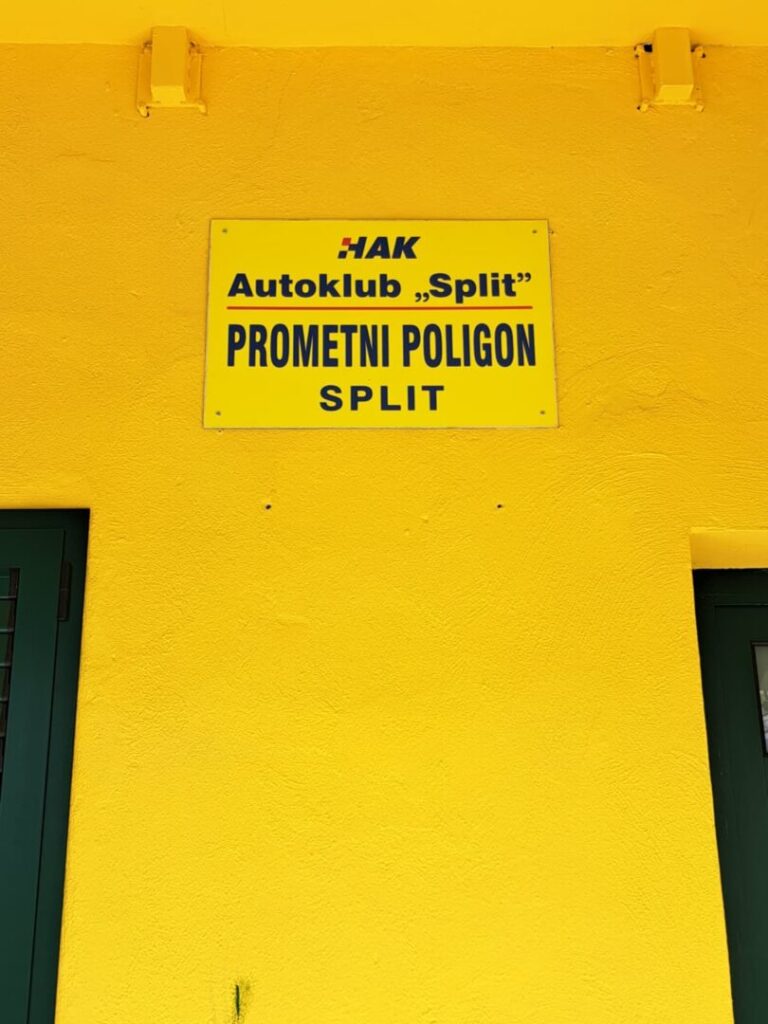 HAK
Autoklub „Split”
PROMETNI POLIGON
SPLIT